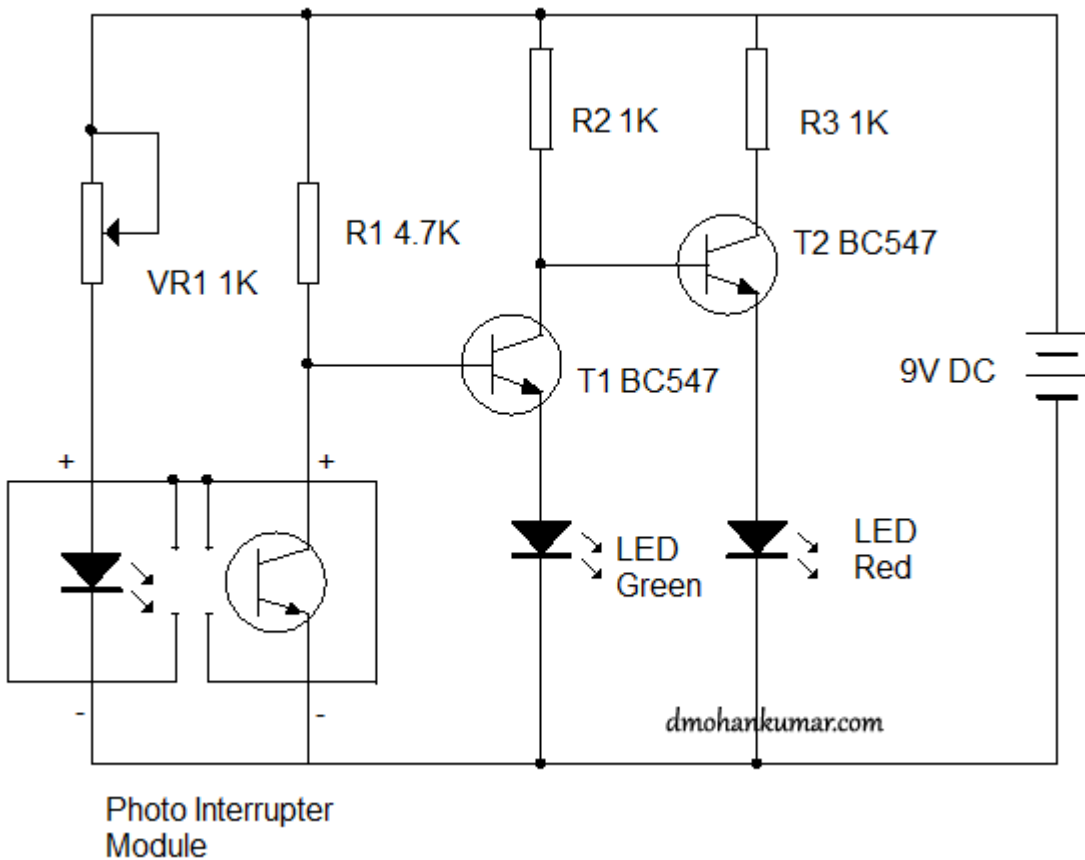 R2 1K
R3 1K
R1 4.7K
T2 BC547
VR1 1K
T1 BC547
9V DC
+
+
LED
Green
LED
Red
-
-
dmohankumar.com
Photo Interrupter
Module